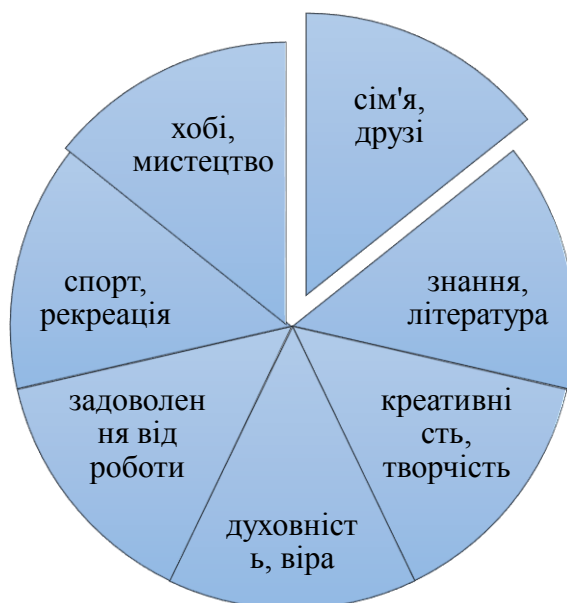 сім'я,
друзі
знання,
література
креативні
сть,
творчість
духовніст
ь, віра
задоволен
ня від
роботи
спорт,
рекреація
хобі,
мистецтво